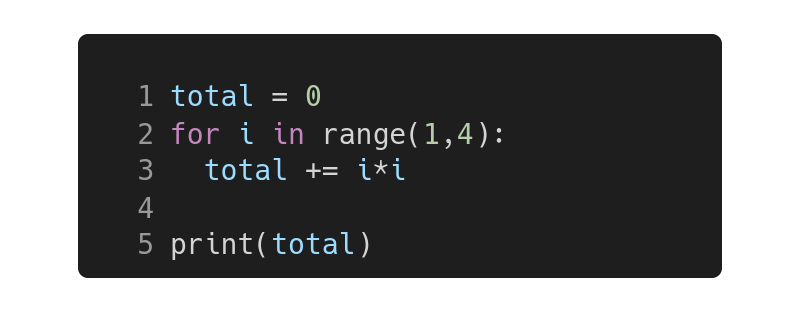 1 total = 0
2 for i in range(1,4):
3   total += i*i
4
5 print(total)